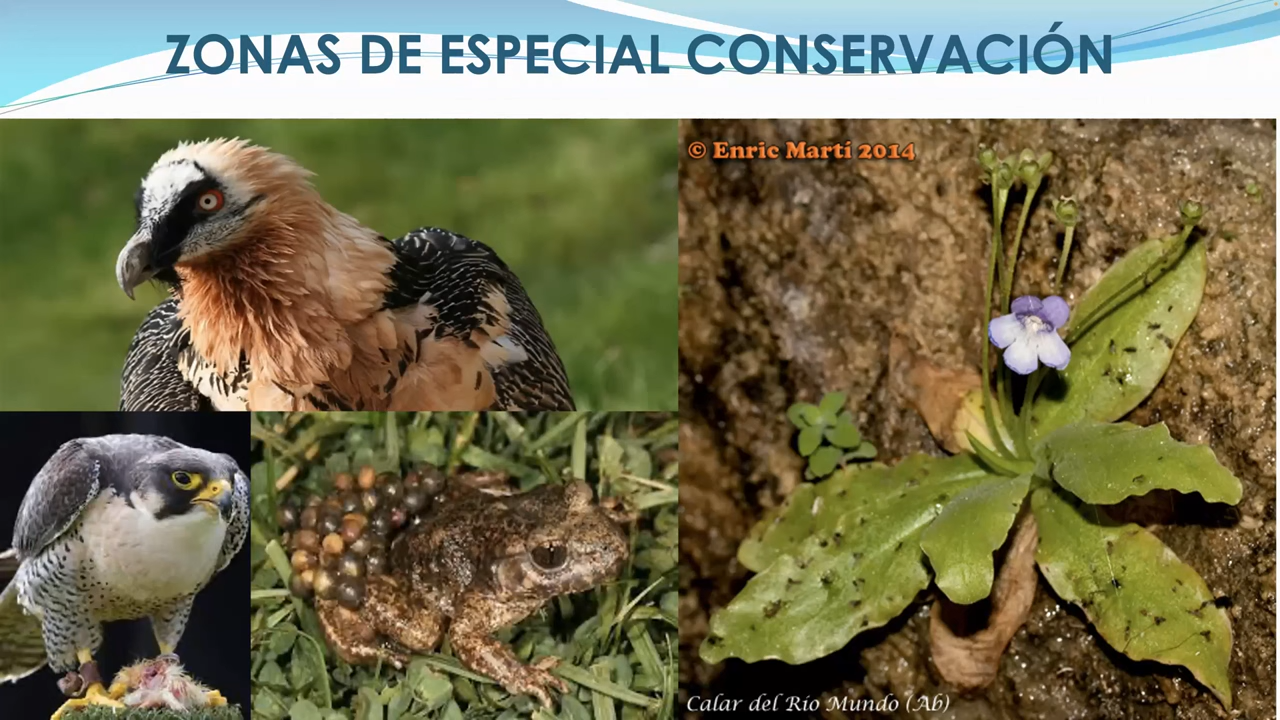 ZONAS DE ESPECIAL CONSERVACIÓN
© Enric Martí 2014
Calar del Río Mundo (Ab)